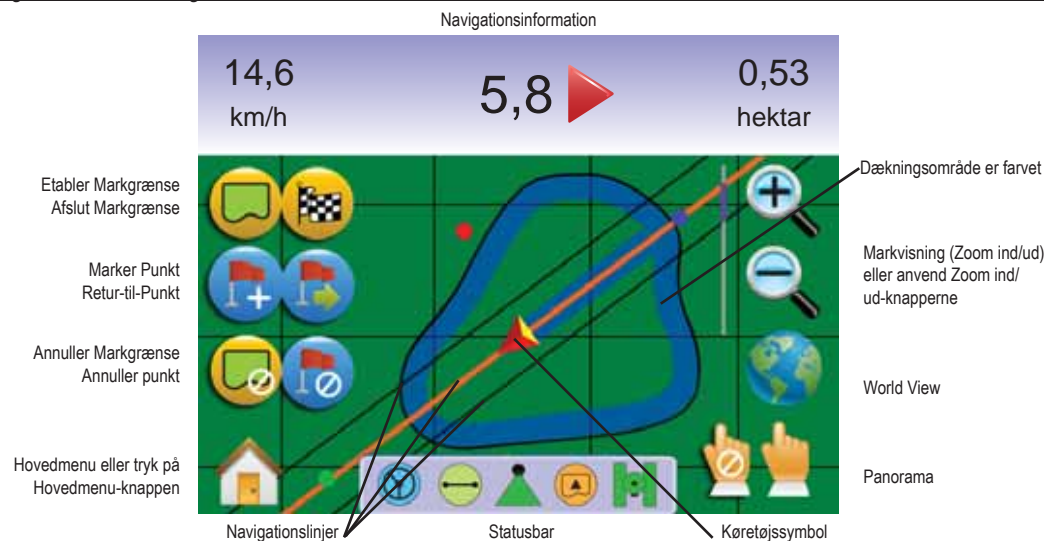 Navigationsinformation
14,6
km/h
5,8
0,53
hektar
Etabler Markgrænse
Afslut Markgrænse
Marker Punkt
Retur-til-Punkt
Annuller Markgrænse
Annuller punkt
Hovedmenu eller tryk på
Hovedmenu-knappen
Dækningsområde er farvet
Markvisning (Zoom ind/ud)
eller anvend Zoom ind/
ud-knapperne
World View
Panorama
Navigationslinjer
Statusbar
Køretøjssymbol